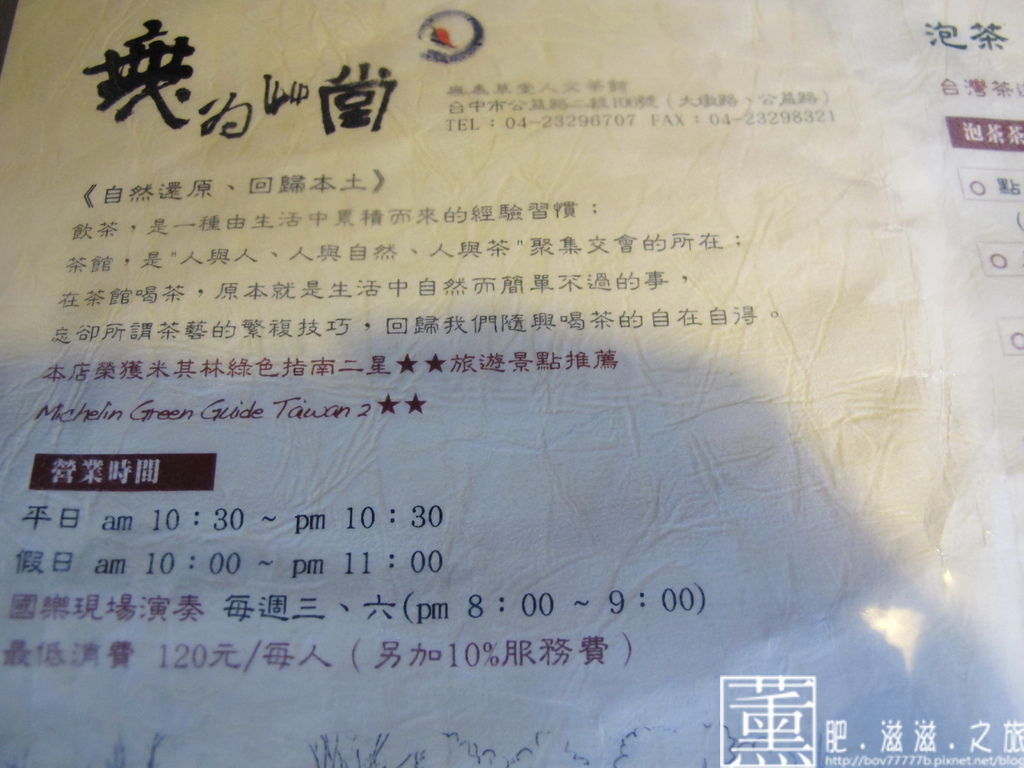 無為草堂
無為草堂人文茶館
台中市公益路二段106號（大墩路、公益路）
TEL：04-23296707 FAX：04-23298321
《自然還原、回歸本土》
飲茶，是一種由生活中累積而來的經驗習慣；
茶館，是"人與人、人與自然、人與茶"聚集交會的所在；
在茶館喝茶，原本就是生活中自然而簡單不過的事，
忘卻所謂茶藝的繁複技巧，回歸我們隨興喝茶的自在自得。
本店榮獲米其林綠色指南二星★★旅遊景點推薦
Michelin Green Guide Taiwan 2★★
營業時間
平日 am 10：30 ~ pm 10：30
假日 am 10：00 ~ pm 11：00
國樂現場演奏 每週三、六(pm 8：00 ~ 9：00)
最低消費 120元/每人（另加10%服務費）
泡茶
台灣茶
泡茶茶
點
薰 肥.滋滋.之旅
http://bov77777b.pixnet.net/blog